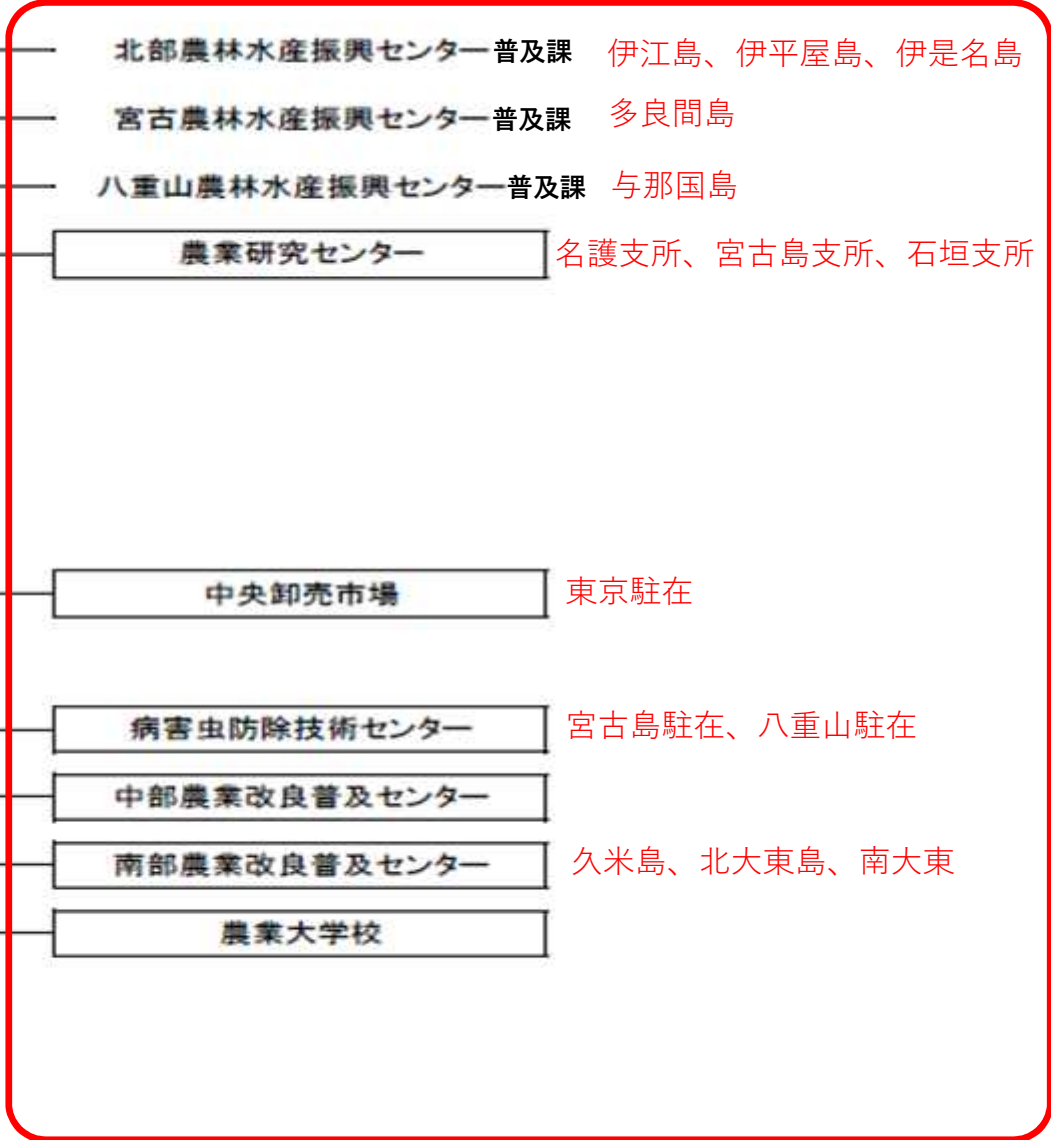 北部農林水産振興センター普及課 伊江島、伊平屋島、伊是名島
宮古農林水産振興センター普及課 多良間島
八重山農林水産振興センター普及課 与那国島
農業研究センター 名護支所、宮古島支所、石垣支所
中央卸売市場 東京駐在
病害虫防除技術センター 宮古島駐在、八重山駐在
中部農業改良普及センター
南部農業改良普及センター 久米島、北大東島、南大東
農業大学校